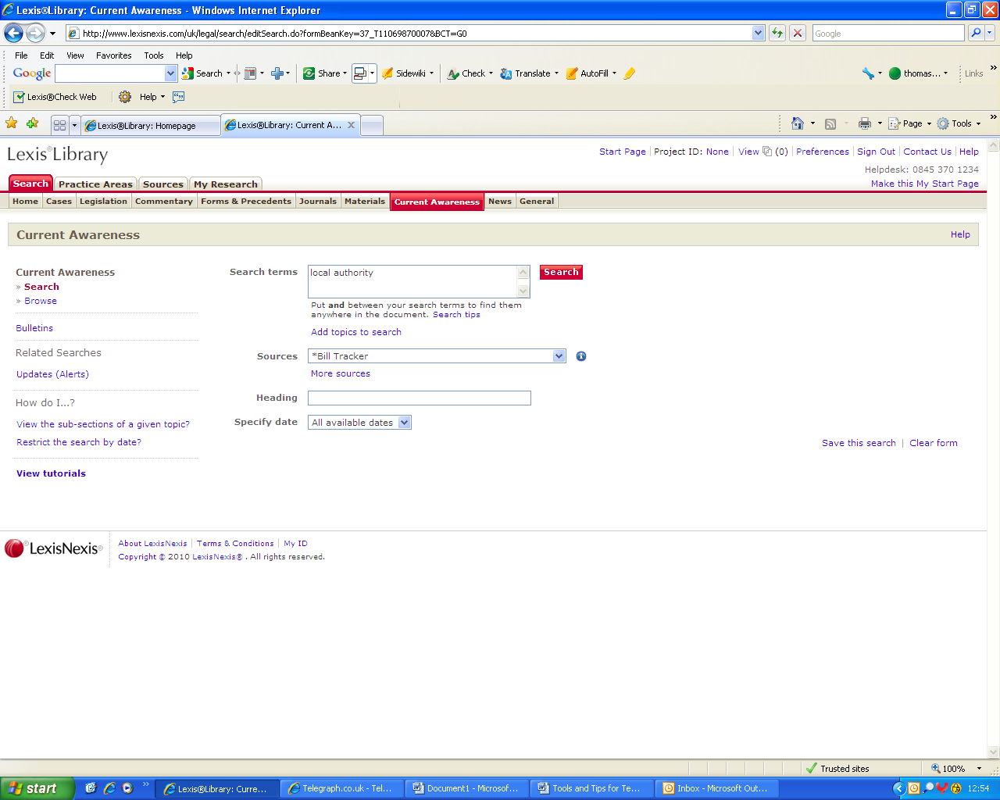 Lexis®Library: Current Awareness - Windows Internet Explorer
http://www.lexisnexis.com/uk/legal/search/editSearch.do?formBeanKey=37_T11069870007&BCT=G0
Google
File Edit View Favorites Tools Help
Google Search Share Sidewiki Check Translate AutoFill thomas... Links »
Lexis®Check Web Help
Lexis®Library: Homepage Lexis®Library: Current A... Page Tools »
Lexis®Library
Start Page Project ID: None View (0) Preferences Sign Out Contact Us Help
Helpdesk: 0845 370 1234
Search Practice Areas Sources My Research
Make this My Start Page
Home Cases Legislation Commentary Forms & Precedents Journals Materials Current Awareness News General
Current Awareness Help
Current Awareness
» Search
» Browse
Bulletins
Related Searches
Updates (Alerts)
How do I...?
View the sub-sections of a given topic?
Restrict the search by date?
View tutorials
Search terms local authority Search
Put and between your search terms to find them
anywhere in the document. Search tips
Add topics to search
Sources *Bill Tracker
More sources
Heading
Specify date All available dates
Save this search | Clear form
LexisNexis®
About LexisNexis Terms & Conditions My ID
Copyright © 2010 LexisNexis® . All rights reserved.
Trusted sites 100%
start » Lexis®Library: Curre... Telegraph.co.uk - Tel... Document1 - Microsof... Tools and Tips for Te... Inbox - Microsoft Out... 12:54